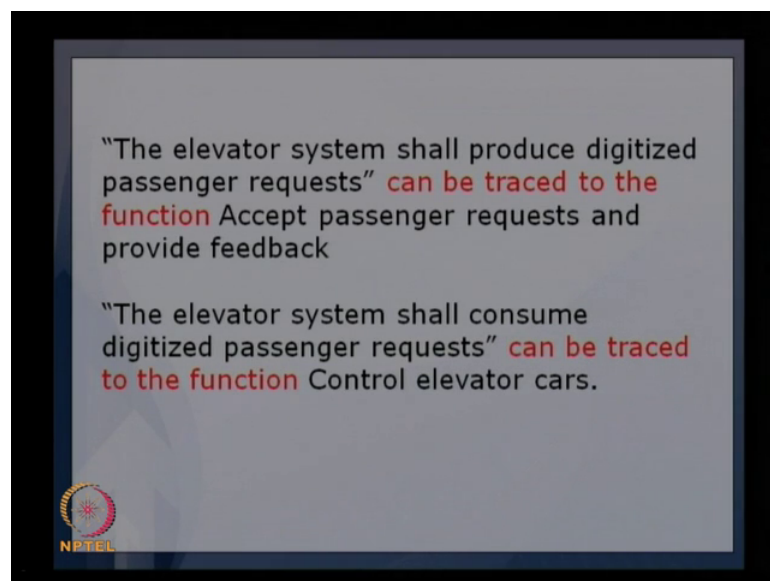 “The elevator system shall produce digitized
passenger requests” can be traced to the
function Accept passenger requests and
provide feedback
“The elevator system shall consume
digitized passenger requests” can be traced
to the function Control elevator cars.
NPTEL